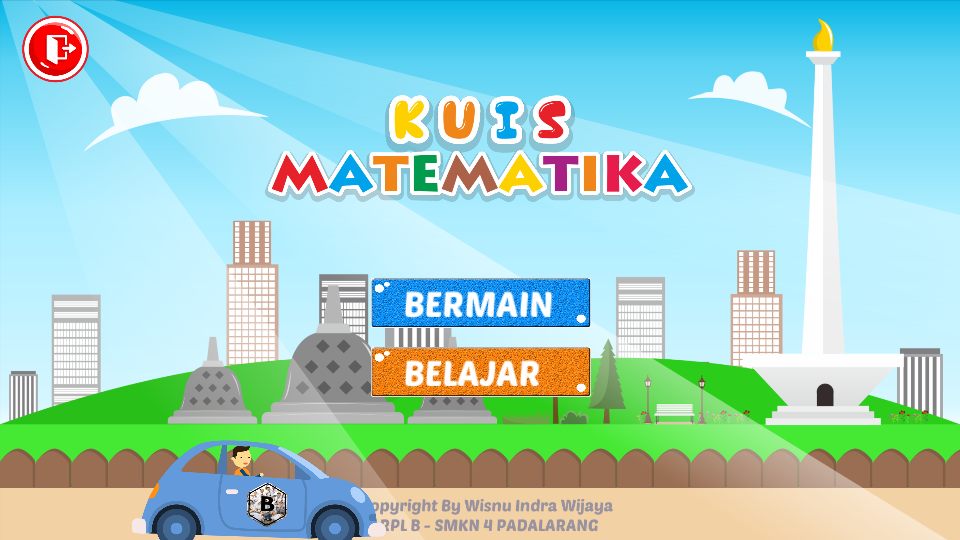 KUIS
MATEMATIKA
BERMAIN
BELAJAR
B
opyright By Wisnu Indra Wijaya
RPL B - SMKN 4 PADALARANG